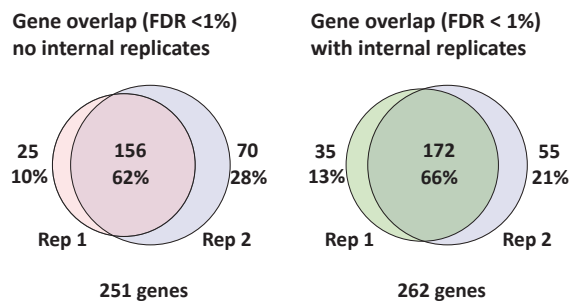 Gene overlap (FDR <1%)
no internal replicates
25
10%
156
62%
70
28%
Rep 1
Rep 2
251 genes
Gene overlap (FDR < 1%)
with internal replicates
35
13%
172
66%
55
21%
Rep 1
Rep 2
262 genes